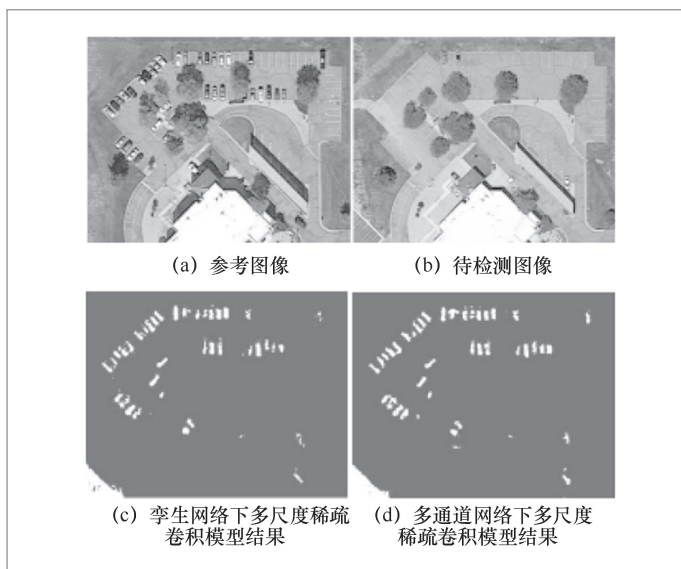 (a) 参考图像
(b) 待检测图像
(c) 孪生网络下多尺度稀疏
卷积模型结果
(d) 多通道网络下多尺度
稀疏卷积模型结果